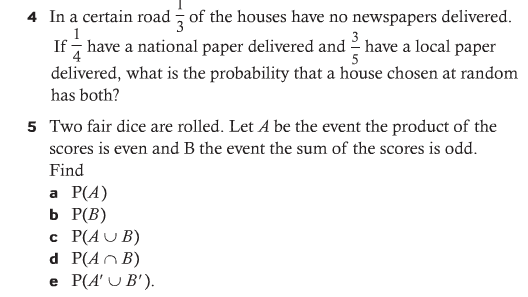 4 In a certain road 1/3 of the houses have no newspapers delivered.
If 1/4 have a national paper delivered and 3/5 have a local paper
delivered, what is the probability that a house chosen at random
has both?
5 Two fair dice are rolled. Let A be the event the product of the
scores is even and B the event the sum of the scores is odd.
Find
a P(A)
b P(B)
c P(A ∪ B)
d P(A ∩ B)
e P(A′ ∪ B′).